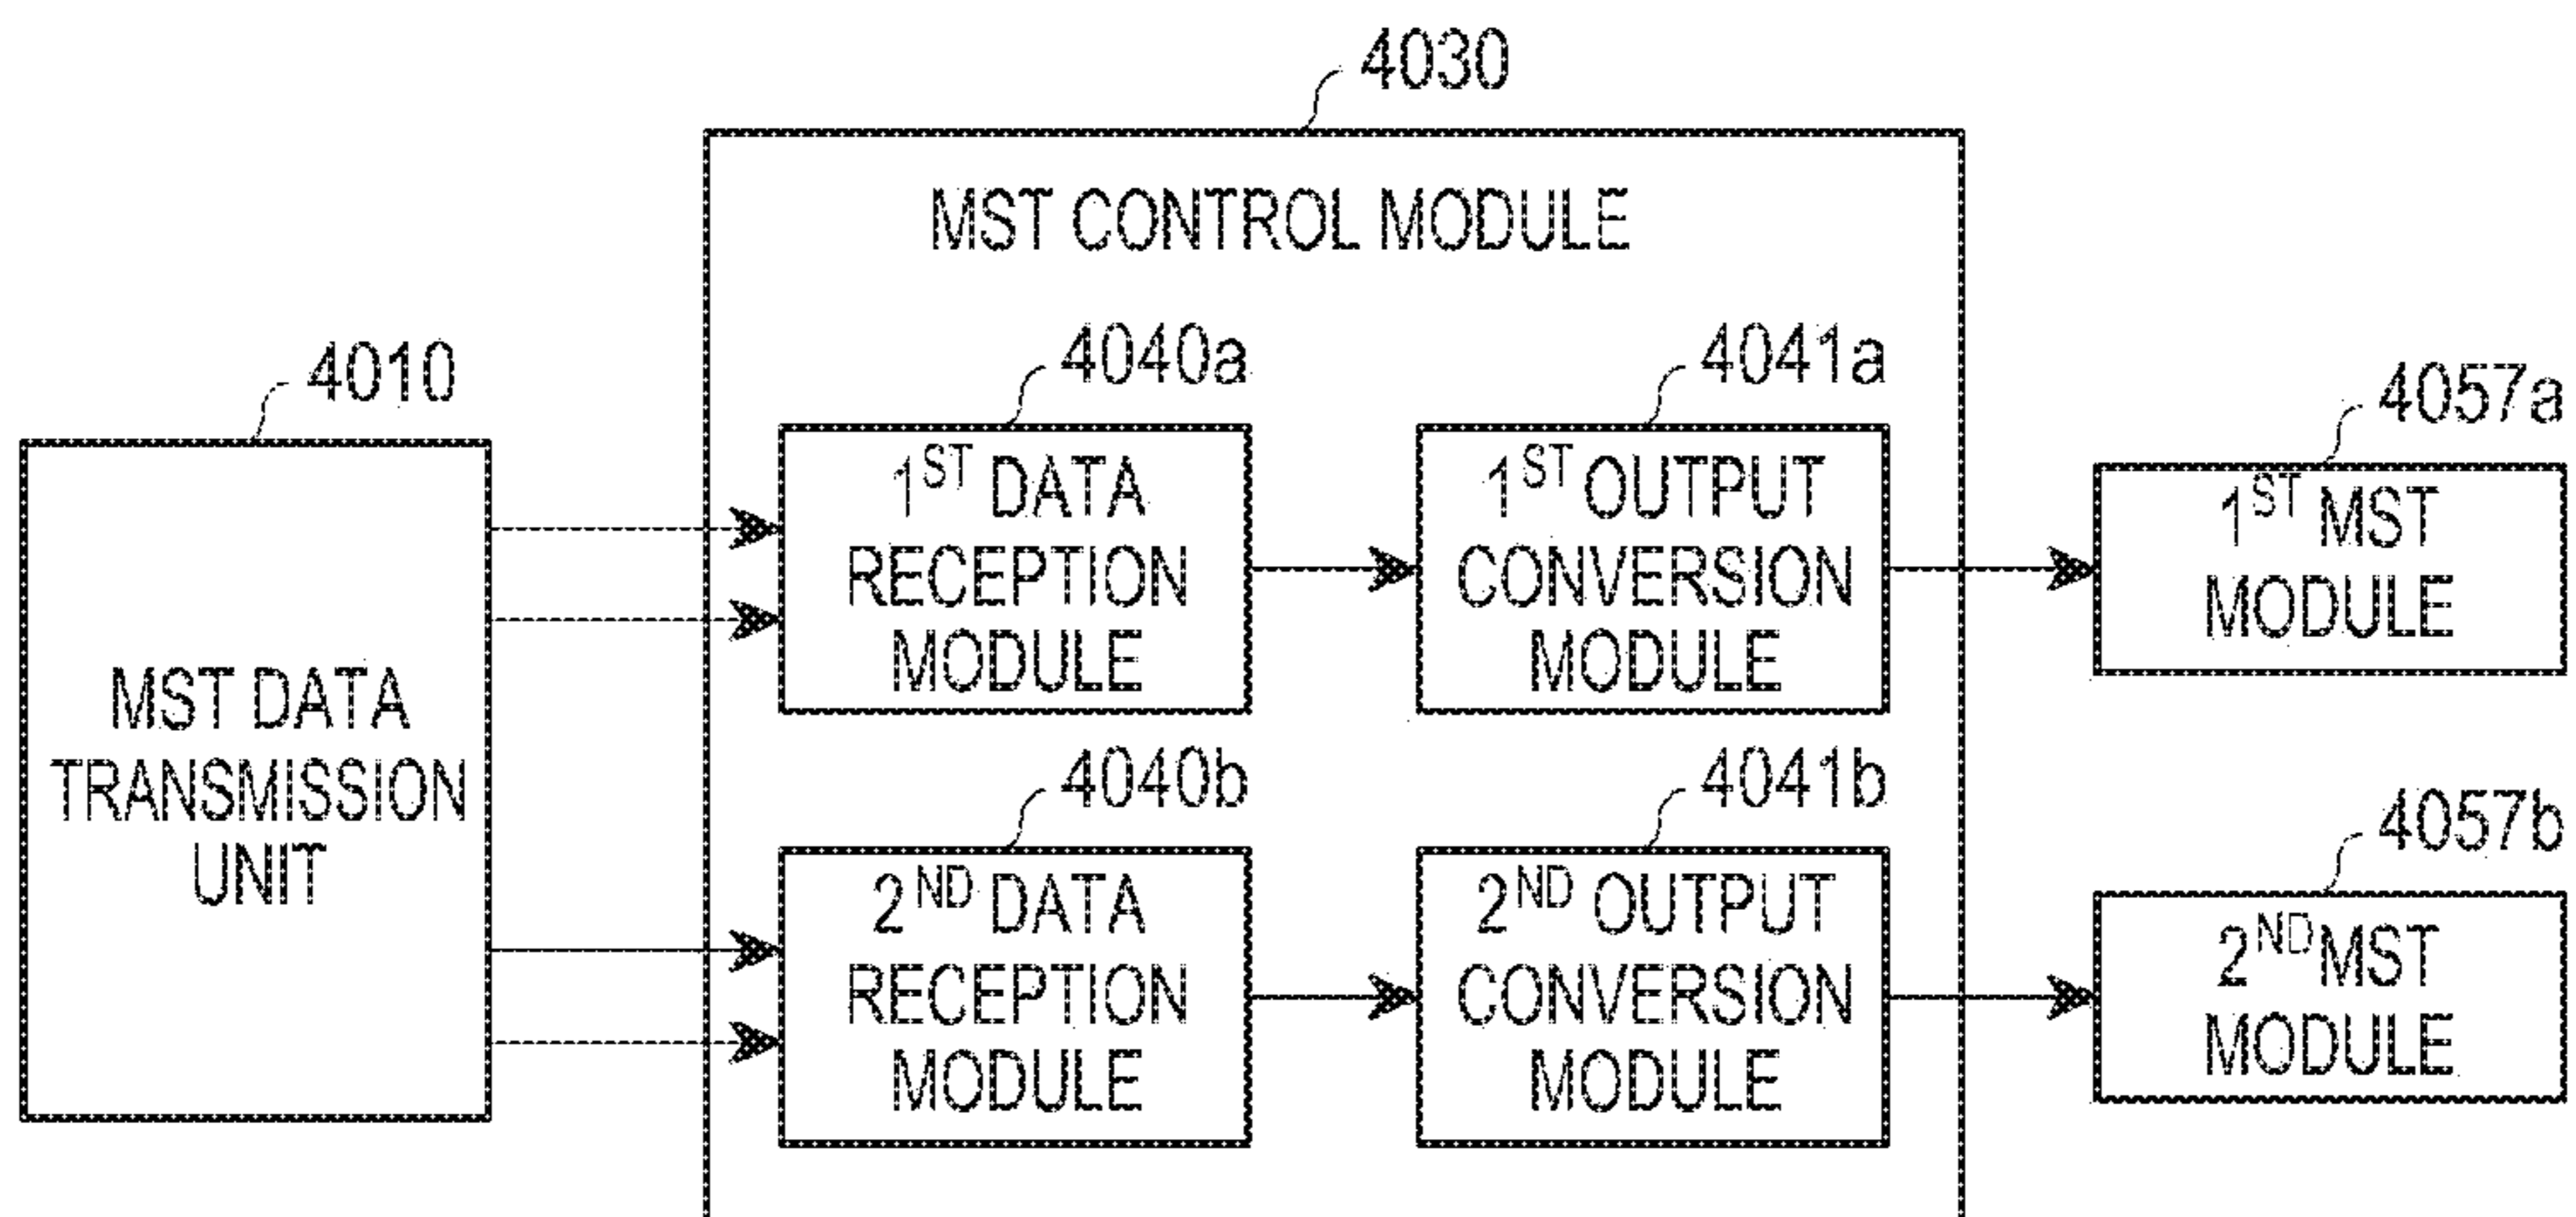 4030
MST CONTROL MODULE
4010
4040a
4041a
4057a
MST DATA
TRANSMISSION
UNIT
1ST DATA
RECEPTION
MODULE
1ST OUTPUT
CONVERSION
MODULE
1ST MST
MODULE
4040b
4041b
4057b
2ND DATA
RECEPTION
MODULE
2ND OUTPUT
CONVERSION
MODULE
2ND MST
MODULE